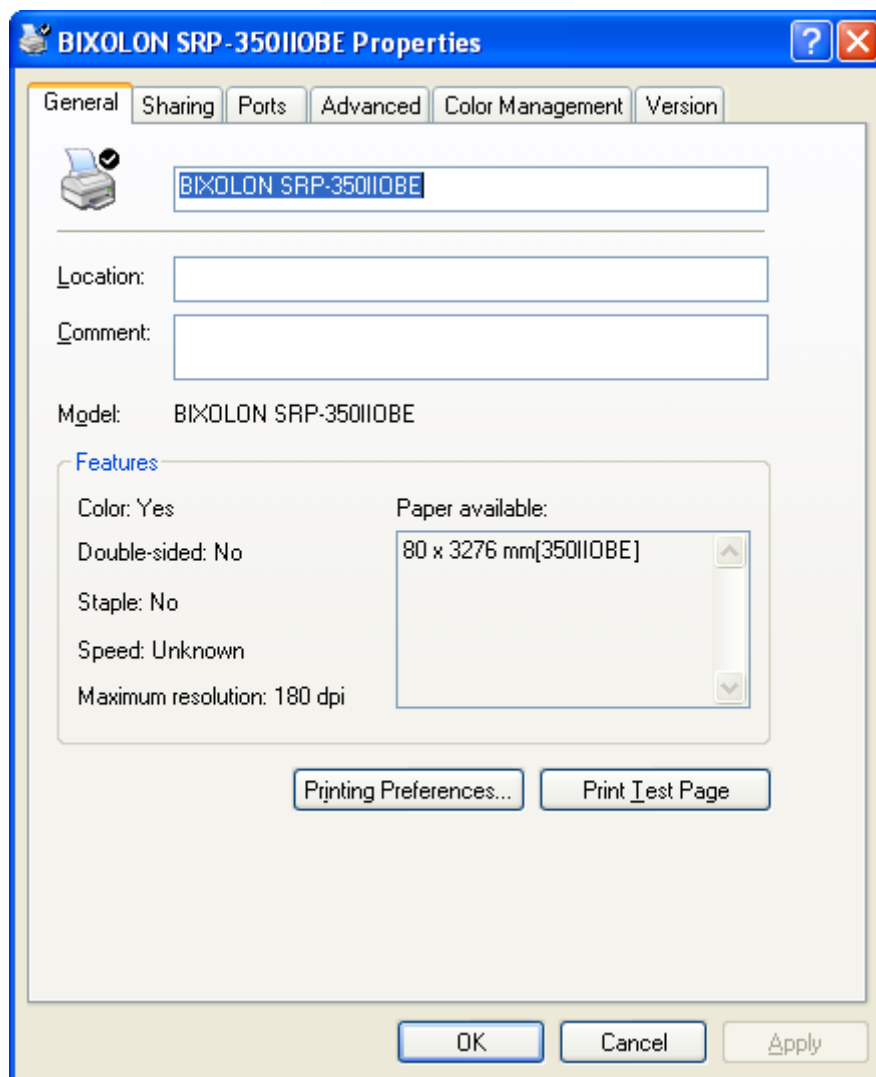 BIXOLON SRP-350IIOBE Properties
General Sharing Ports Advanced Color Management Version
BIXOLON SRP-350IIOBE
Location:
Comment:
Model: BIXOLON SRP-350IIOBE
Features
Color: Yes
Paper available:
Double-sided: No
80 x 3276 mm[350IIOBE]
Staple: No
Speed: Unknown
Maximum resolution: 180 dpi
Printing Preferences... Print Test Page
OK Cancel Apply